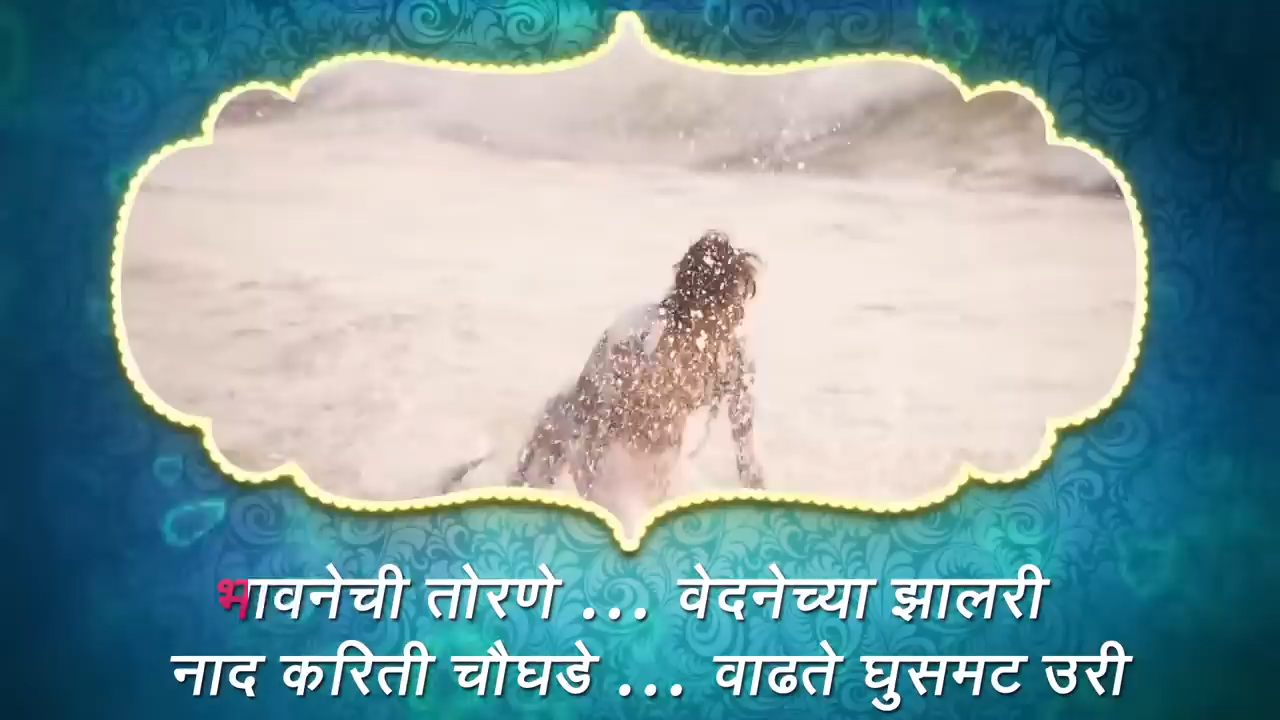 भावनेची तोरणे ... वेदनेच्या झालरी
नाद करिती चौघडे ... वाढते घुसमट उरी